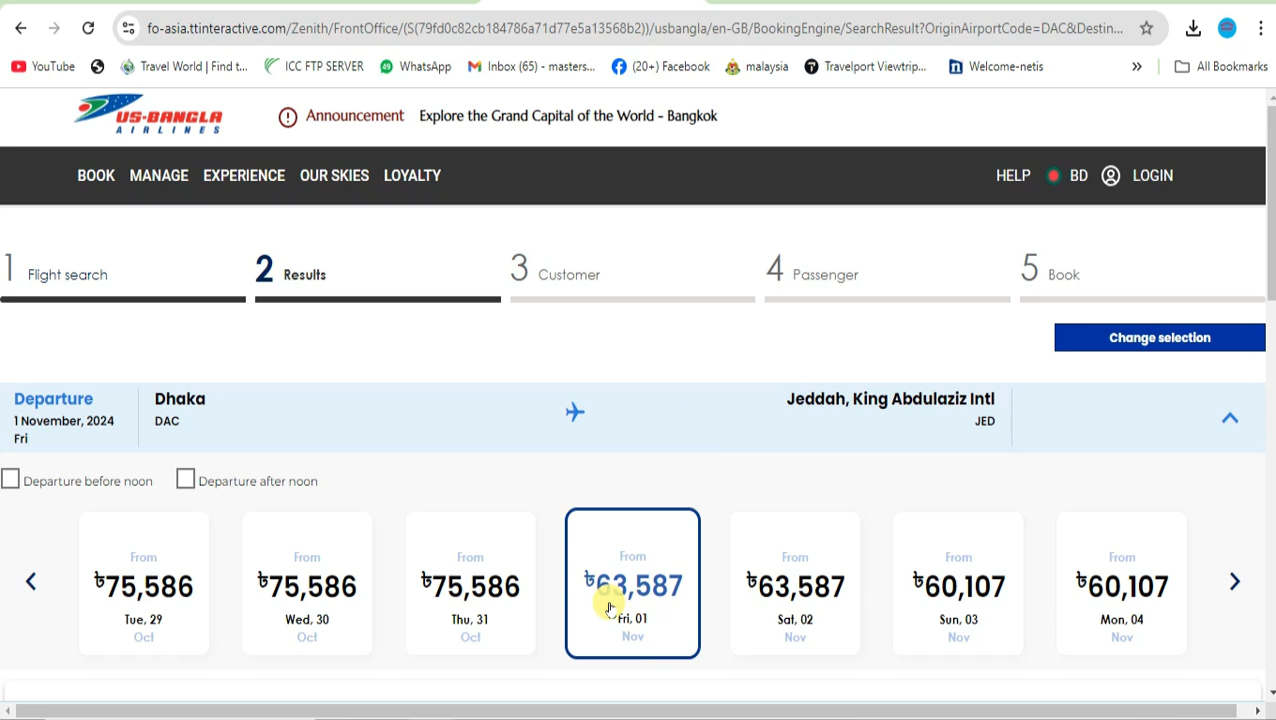 fo-asia.ttinteractive.com/Zenith/FrontOffice/(S(79fd0c82cb184786a71d77e5a13568b2))/usbangla/en-GB/BookingEngine/SearchResult?OriginAirportCode=DAC&Destin...
YouTube
Travel World | Find t...
ICC FTP SERVER
WhatsApp
Inbox (65) - masters...
(20+) Facebook
malaysia
Travelport Viewtrip...
Welcome-netis
»
All Bookmarks
US-BANGLA
AIRLINES
Announcement Explore the Grand Capital of the World - Bangkok
BOOK MANAGE EXPERIENCE OUR SKIES LOYALTY HELP BD LOGIN
1 Flight search
2 Results
3 Customer
4 Passenger
5 Book
Change selection
Departure
1 November, 2024
Fri
Dhaka
DAC
Jeddah, King Abdulaziz Intl
JED
Departure before noon Departure after noon
From
৳75,586
Tue, 29
Oct
From
৳75,586
Wed, 30
Oct
From
৳75,586
Thu, 31
Oct
From
৳63,587
Fri, 01
Nov
From
৳63,587
Sat, 02
Nov
From
৳60,107
Sun, 03
Nov
From
৳60,107
Mon, 04
Nov